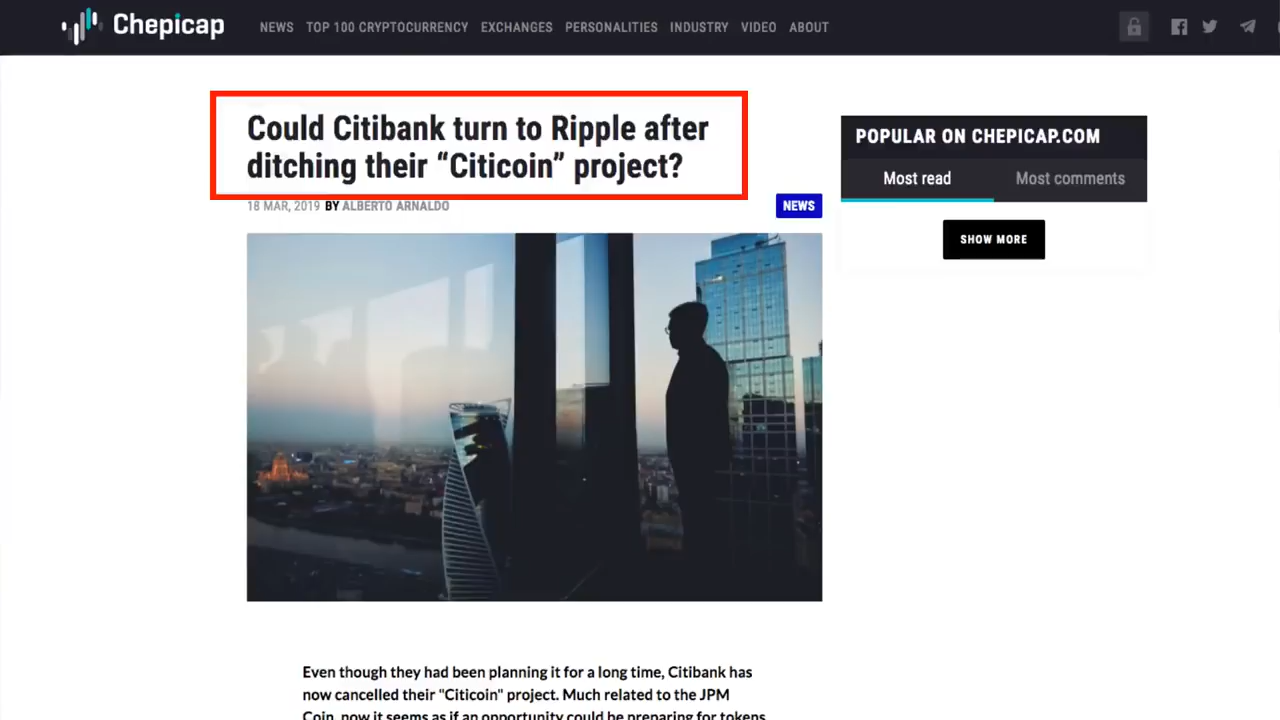 Chepicap
NEWS TOP 100 CRYPTOCURRENCY EXCHANGES PERSONALITIES INDUSTRY VIDEO ABOUT
Could Citibank turn to Ripple after
ditching their “Citicoin” project?
18 MAR, 2019 BY ALBERTO ARNALDO
NEWS
POPULAR ON CHEPICAP.COM
Most read Most comments
SHOW MORE
Even though they had been planning it for a long time, Citibank has
now cancelled their "Citicoin" project. Much related to the JPM
Coin, now it seems as if an opportunity could be preparing for tokens